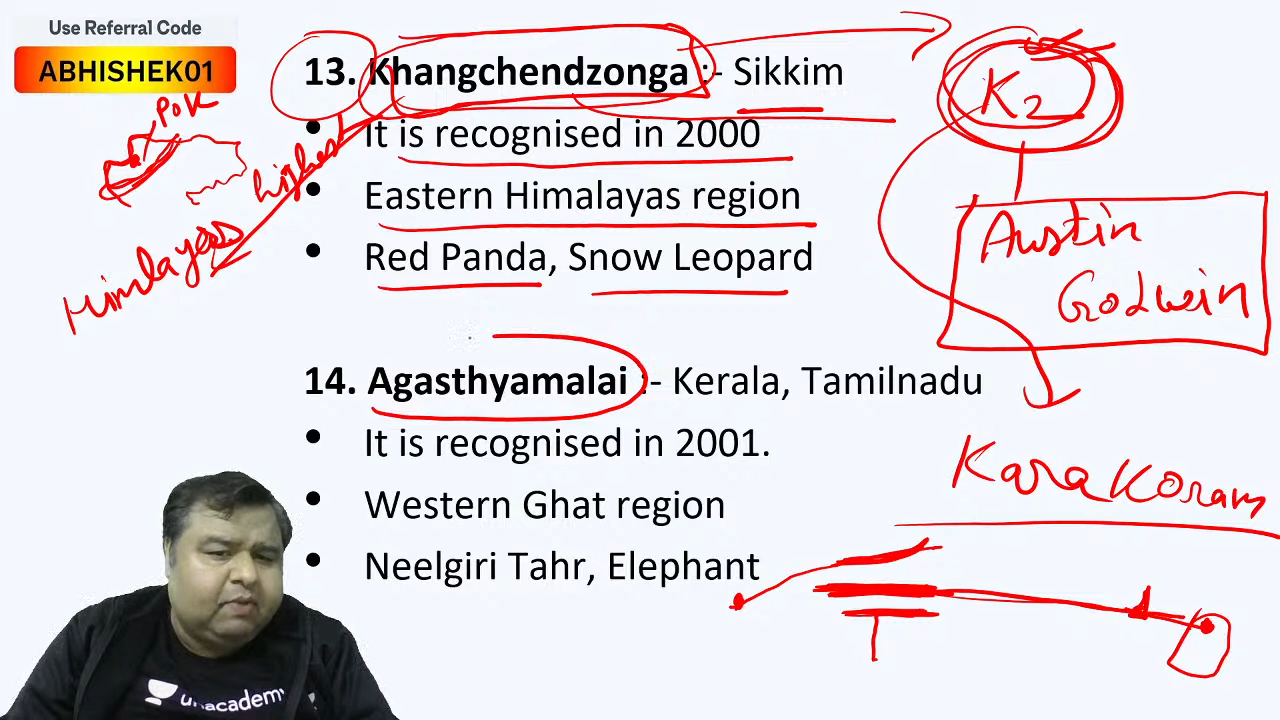 Use Referral Code
ABHISHEK01
13. Khangchendzonga :- Sikkim
• It is recognised in 2000
• Eastern Himalayas region
• Red Panda, Snow Leopard
14. Agasthyamalai :- Kerala, Tamilnadu
• It is recognised in 2001.
• Western Ghat region
• Neelgiri Tahr, Elephant
POK
highest
Himlayas
K2
Austin
Godwin
Karakoram
unacademy